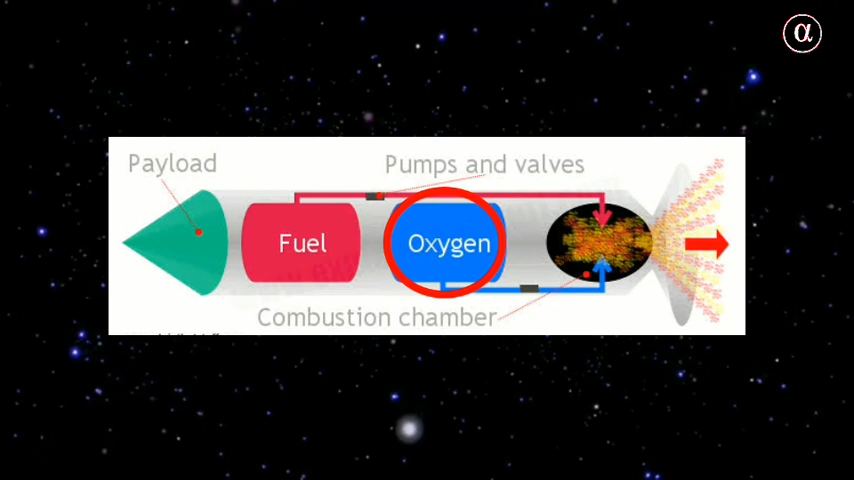 α
Payload
Pumps and valves
Fuel
Oxygen
Combustion chamber